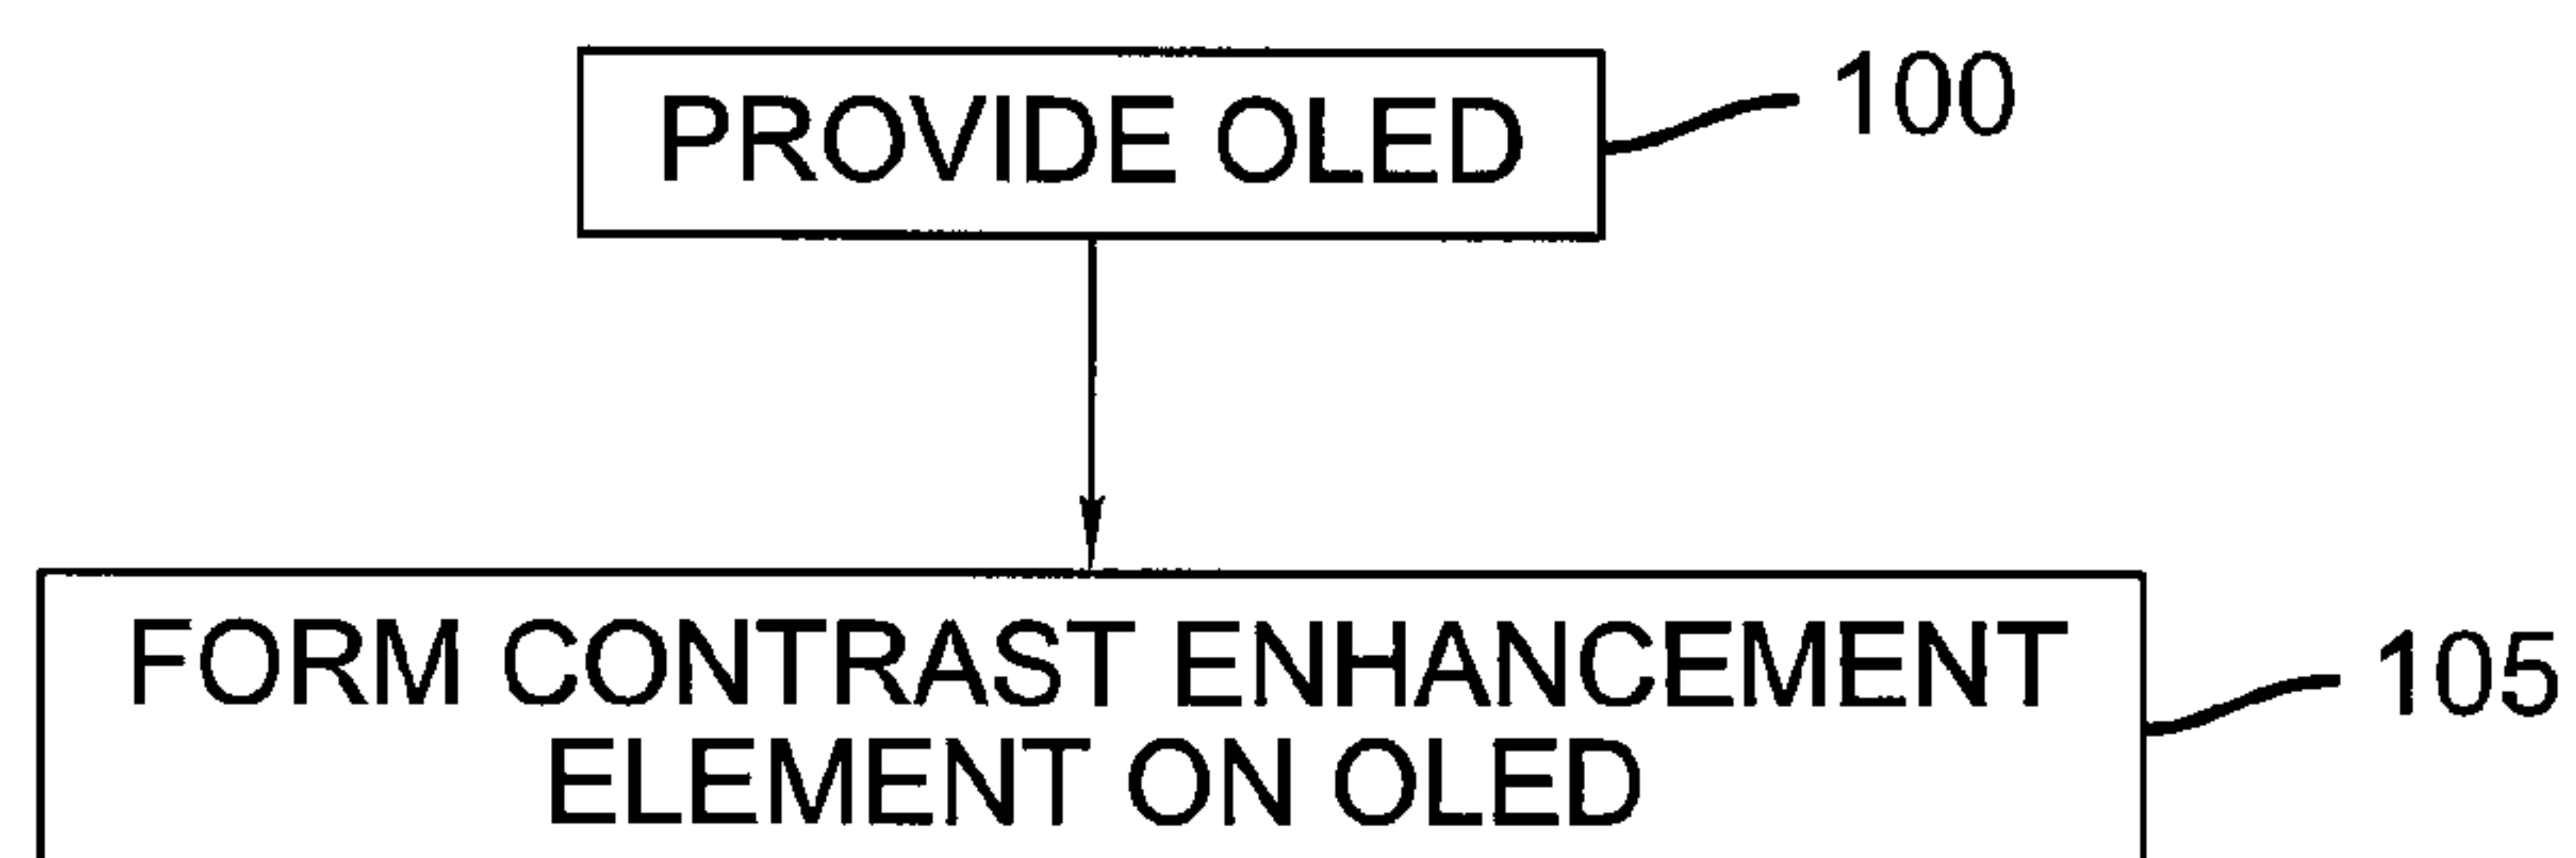 PROVIDE OLED
100
FORM CONTRAST ENHANCEMENT
ELEMENT ON OLED
105